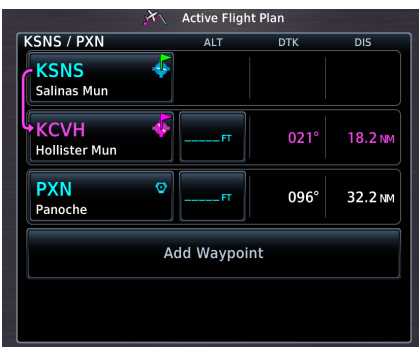 Active Flight Plan
KSNS / PXN ALT DTK DIS
KSNS
Salinas Mun
KCVH _____FT 021° 18.2 NM
Hollister Mun
PXN _____FT 096° 32.2 NM
Panoche
Add Waypoint